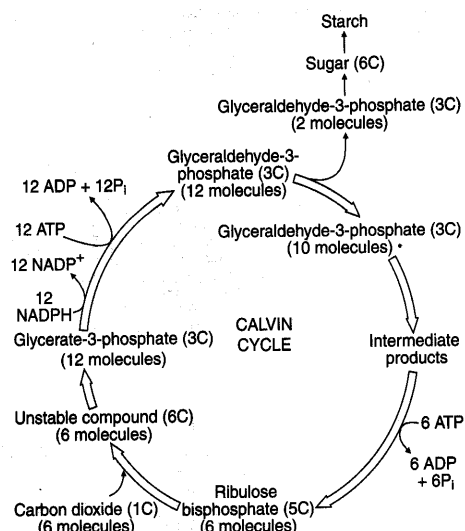 Starch
Sugar (6C)
Glyceraldehyde-3-phosphate (3C)
(2 molecules)
Glyceraldehyde-3-
phosphate (3C)
(12 molecules)
12 ADP + 12Pi
12 ATP
12 NADP+
12
NADPH
Glyceraldehyde-3-phosphate (3C)
(10 molecules)
Glycerate-3-phosphate (3C)
(12 molecules)
CALVIN
CYCLE
Intermediate
products
Unstable compound (6C)
(6 molecules)
6 ATP
6 ADP
+ 6Pi
Carbon dioxide (1C)
(6 molecules)
Ribulose
bisphosphate (5C)
(6 molecules)